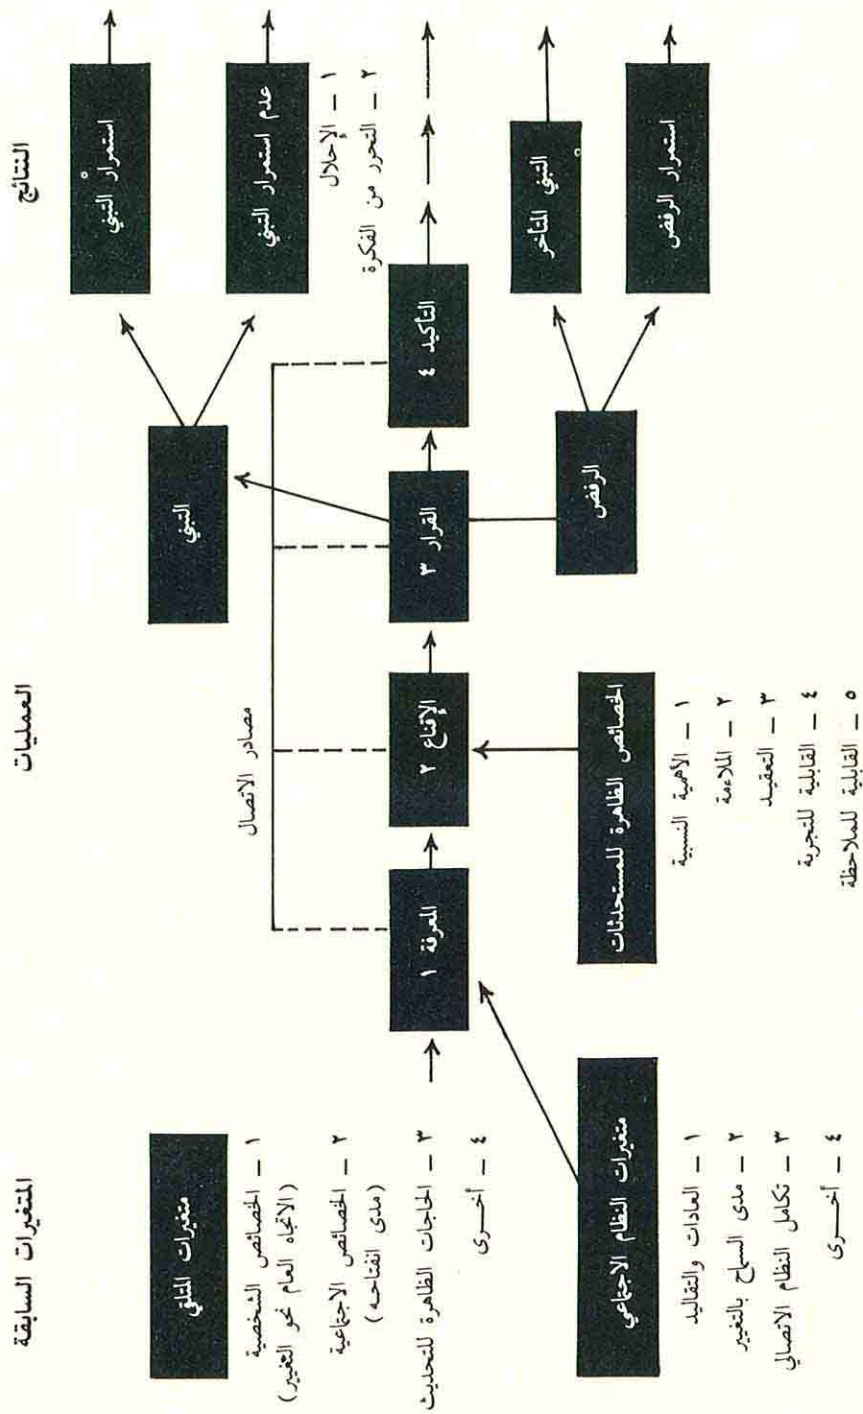 المتغيرات السابقة
العمليات
النتائج
متغيرات المتلقي
١ – الخصائص الشخصية
(الاتجاه العام نحو التغيير)
٢ – الخصائص الاجتماعية
(مدى انفتاحه)
٣ – الحاجات الظاهرة للتحديث
٤ – أخرى
متغيرات النظام الاجتماعي
١ – العادات والتقاليد
٢ – مدى السماح بالتغيير
٣ – تكامل النظام الاتصالي
٤ – أخرى
مصادر الاتصال
المعرفة ١
الإقناع ٢
القرار ٣
التأكيد ٤
الخصائص الظاهرة للمستحدثات
١ – الأهمية النسبية
٢ – الملاءمة
٣ – التعقيد
٤ – القابلية للتجربة
٥ – القابلية للملاحظة
التبني
الرفض
استمرار التبني
عدم استمرار التبني
١ – الإحلال
٢ – التحرر من الفكرة
التبني المتأخر
استمرار الرفض